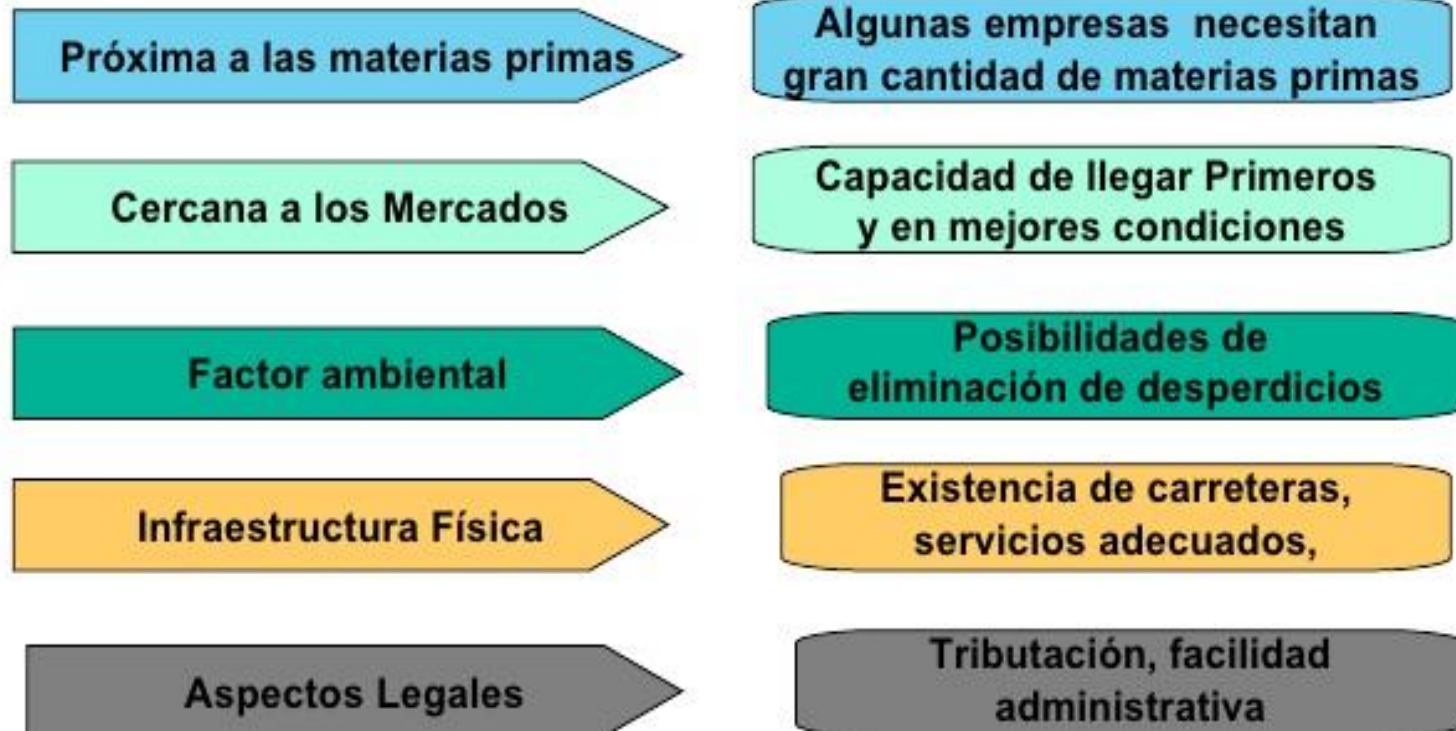 Próxima a las materias primas
Algunas empresas necesitan
gran cantidad de materias primas
Cercana a los Mercados
Capacidad de llegar Primeros
y en mejores condiciones
Factor ambiental
Posibilidades de
eliminación de desperdicios
Infraestructura Física
Existencia de carreteras,
servicios adecuados,
Aspectos Legales
Tributación, facilidad
administrativa